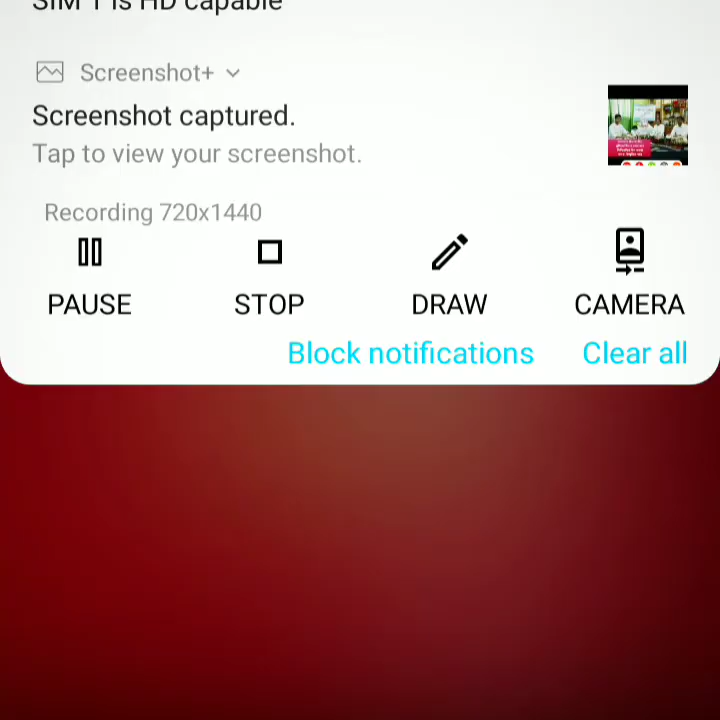 SIM 1 is HD capable
Screenshot+
Screenshot captured.
Tap to view your screenshot.
Recording 720x1440
PAUSE STOP DRAW CAMERA
Block notifications Clear all